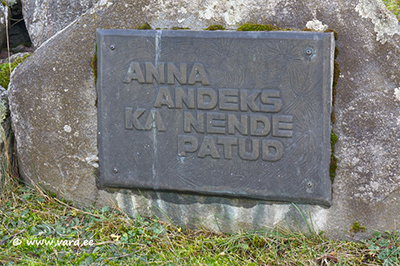 ANNA
ANDEKS
KA NENDE
PATUD
© www.vara.ee